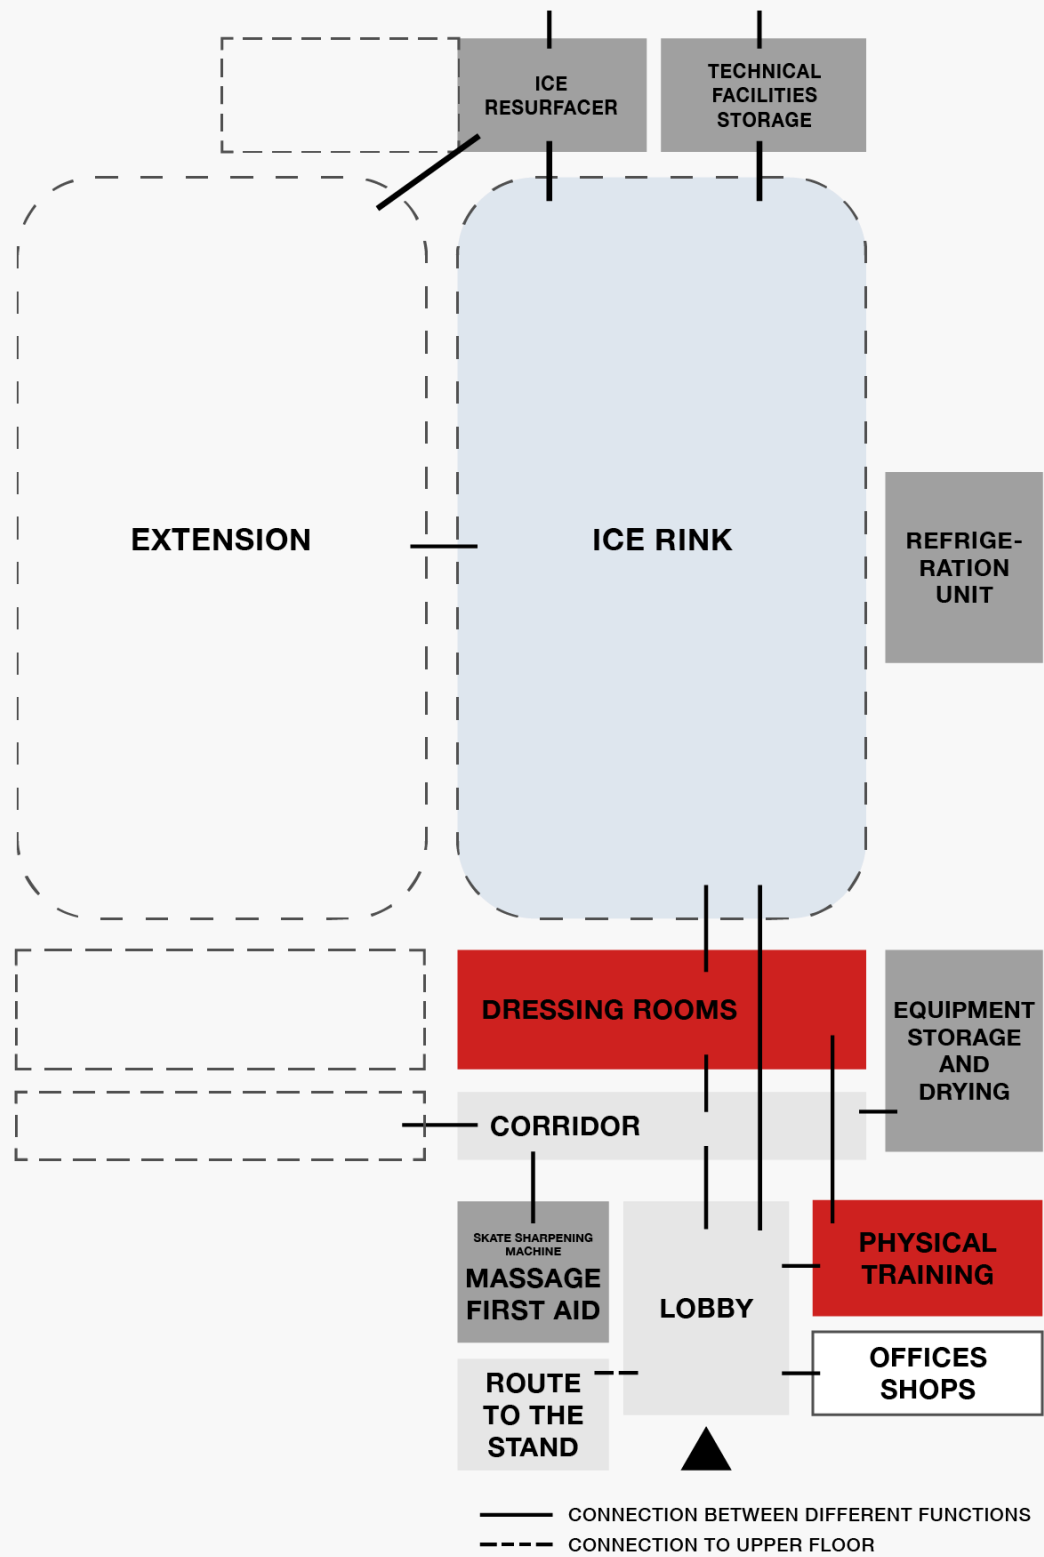 ICE
RESURFACER
TECHNICAL
FACILITIES
STORAGE
EXTENSION
ICE RINK
REFRIGE-
RATION
UNIT
DRESSING ROOMS
EQUIPMENT
STORAGE
AND
DRYING
CORRIDOR
SKATE SHARPENING
MACHINE
MASSAGE
FIRST AID
LOBBY
PHYSICAL
TRAINING
OFFICES
SHOPS
ROUTE
TO THE
STAND
CONNECTION BETWEEN DIFFERENT FUNCTIONS
CONNECTION TO UPPER FLOOR